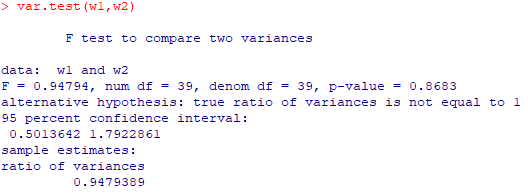 > var.test(w1,w2)
F test to compare two variances
data:  w1 and w2
F = 0.94794, num df = 39, denom df = 39, p-value = 0.8683
alternative hypothesis: true ratio of variances is not equal to 1
95 percent confidence interval:
0.5013642 1.7922861
sample estimates:
ratio of variances
0.9479389